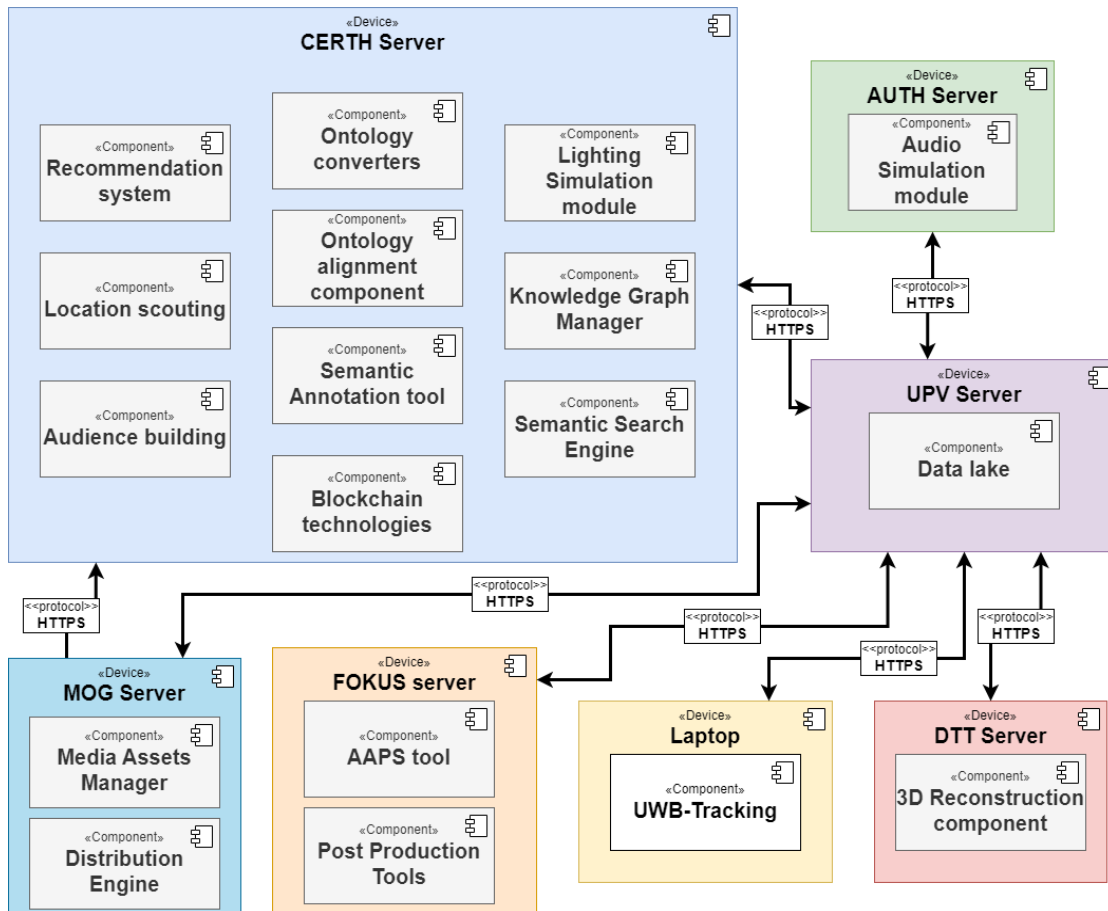 «Device»
CERTH Server
«Component»
Recommendation
system
«Component»
Location scouting
«Component»
Audience building
«Component»
Ontology
converters
«Component»
Ontology
alignment
component
«Component»
Semantic
Annotation tool
«Component»
Blockchain
technologies
«Component»
Lighting
Simulation
module
«Component»
Knowledge Graph
Manager
«Component»
Semantic Search
Engine
«Device»
AUTH Server
«Component»
Audio
Simulation
module
<<protocol>>
HTTPS
<<protocol>>
HTTPS
«Device»
UPV Server
«Component»
Data lake
<<protocol>>
HTTPS
<<protocol>>
HTTPS
<<protocol>>
HTTPS
<<protocol>>
HTTPS
<<protocol>>
HTTPS
«Device»
MOG Server
«Component»
Media Assets
Manager
«Component»
Distribution
Engine
«Device»
FOKUS server
«Component»
AAPS tool
«Component»
Post Production
Tools
«Device»
Laptop
«Component»
UWB-Tracking
«Device»
DTT Server
«Component»
3D Reconstruction
component